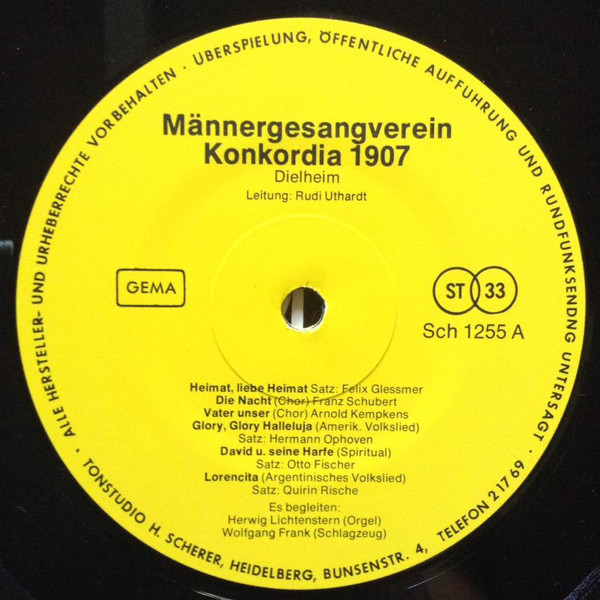 ALLE HERSTELLER- UND URHEBERRECHTE VORBEHALTEN · ÜBERSPIELUNG, ÖFFENTLICHE AUFFÜHRUNG UND RUNDFUNKSENDNG UNTERSAGT ·
Männergesangverein
Konkordia 1907
Dielheim
Leitung: Rudi Uthardt
GEMA
ST 33
Sch 1255 A
Heimat, liebe Heimat Satz: Felix Glessmer
Die Nacht (Chor) Franz Schubert
Vater unser (Chor) Arnold Kempkens
Glory, Glory Halleluja (Amerik. Volkslied)
Satz: Hermann Ophoven
David u. seine Harfe (Spiritual)
Satz: Otto Fischer
Lorencita (Argentinisches Volkslied)
Satz: Quirin Rische
Es begleiten:
Herwig Lichtenstern (Orgel)
Wolfgang Frank (Schlagzeug)
TONSTUDIO H. SCHERER, HEIDELBERG, BUNSENSTR. 4, TELEFON 2 17 69 ·